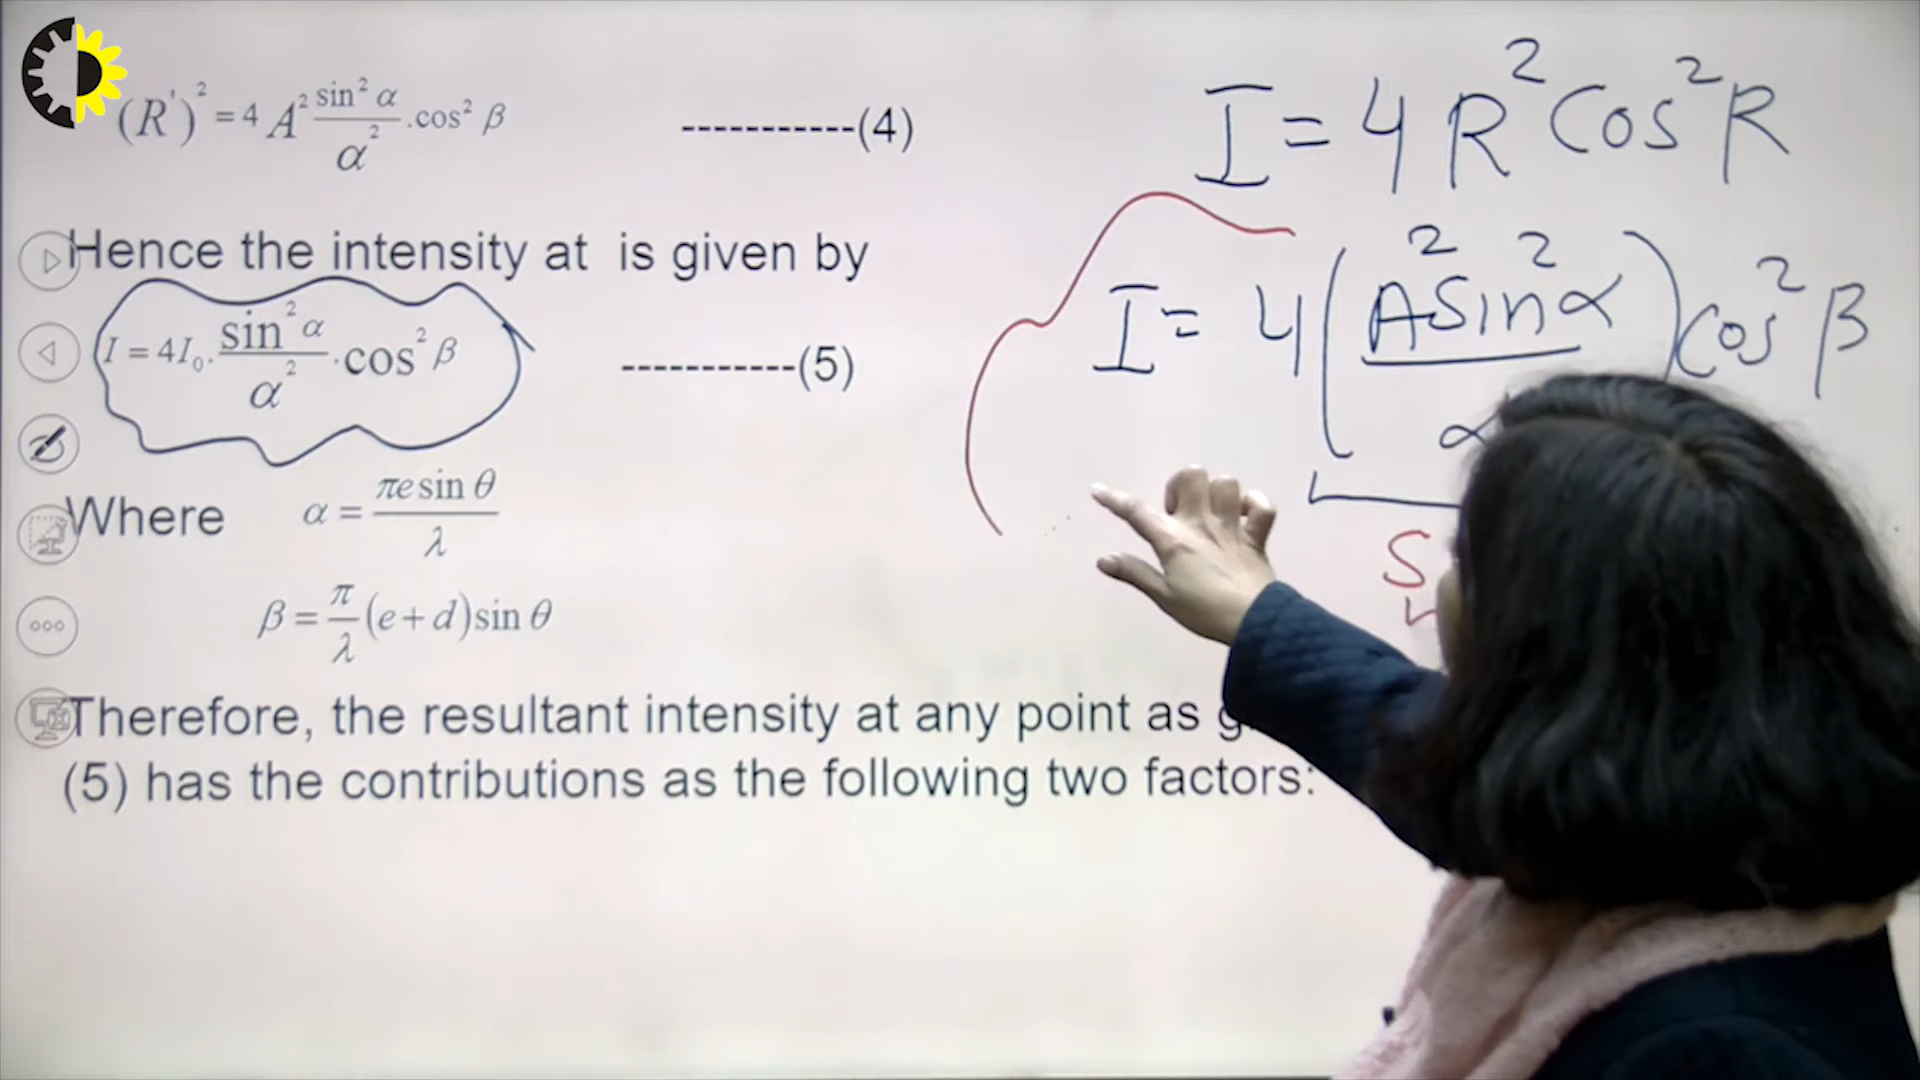 (R')² = 4 A² sin² α / α² .cos² β -----------(4)
Hence the intensity at is given by
I = 4I₀. sin² α / α² .cos² β -----------(5)
Where α = πe sin θ / λ
β = π/λ (e+d)sin θ
Therefore, the resultant intensity at any point as
(5) has the contributions as the following two factors:
I = 4 R² Cos² R
I = 4 (A² Sin² α / α) Cos² β
S